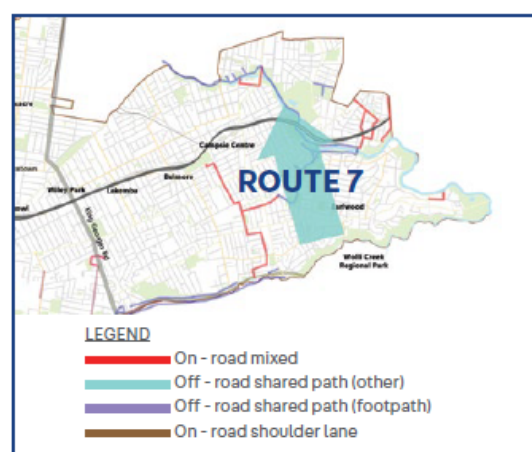 Campsie Centre
Belmore
Lakemba
Wiley Park
ROUTE 7
King Georges Rd
Wolli Creek
Regional Park
LEGEND
On - road mixed
Off - road shared path (other)
Off - road shared path (footpath)
On - road shoulder lane